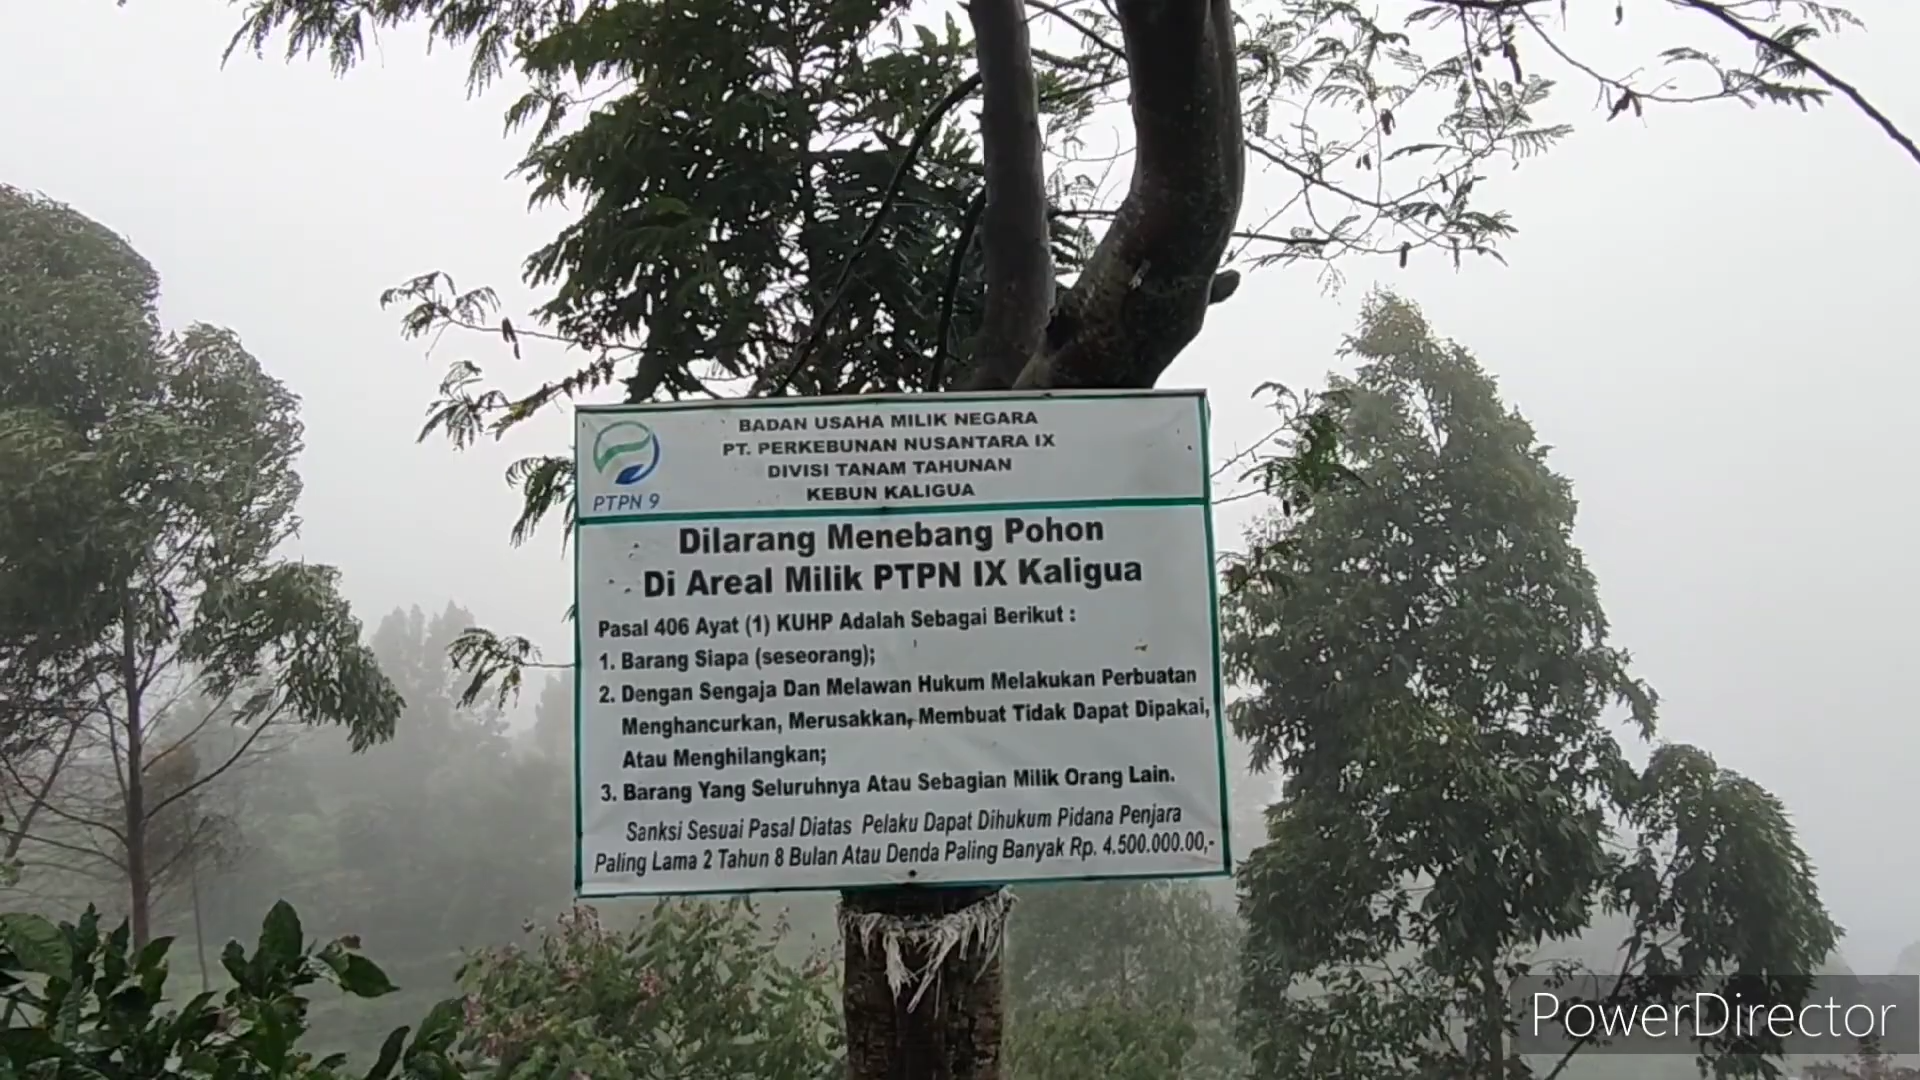 BADAN USAHA MILIK NEGARA
PT. PERKEBUNAN NUSANTARA IX
DIVISI TANAM TAHUNAN
KEBUN KALIGUA
PTPN 9
Dilarang Menebang Pohon
Di Areal Milik PTPN IX Kaligua
Pasal 406 Ayat (1) KUHP Adalah Sebagai Berikut :
1. Barang Siapa (seseorang);
2. Dengan Sengaja Dan Melawan Hukum Melakukan Perbuatan
Menghancurkan, Merusakkan, Membuat Tidak Dapat Dipakai,
Atau Menghilangkan;
3. Barang Yang Seluruhnya Atau Sebagian Milik Orang Lain.
Sanksi Sesuai Pasal Diatas Pelaku Dapat Dihukum Pidana Penjara
Paling Lama 2 Tahun 8 Bulan Atau Denda Paling Banyak Rp. 4.500.000.00,-
PowerDirector